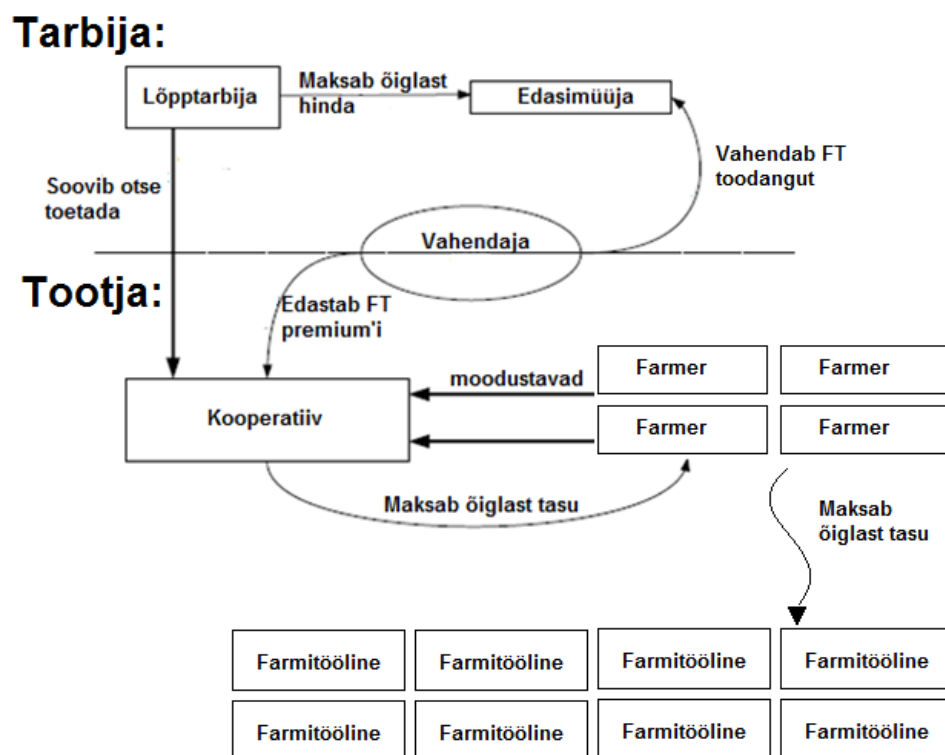 Tarbija:
Lõpptarbija
Maksab õiglast
hinda
Edasimüüja
Soovib otse
toetada
Vahendab FT
toodangut
Vahendaja
Tootja:
Edastab FT
premium'i
Kooperatiiv
moodustavad
Farmer
Farmer
Farmer
Farmer
Maksab õiglast tasu
Maksab
õiglast tasu
Farmitööline
Farmitööline
Farmitööline
Farmitööline
Farmitööline
Farmitööline
Farmitööline
Farmitööline